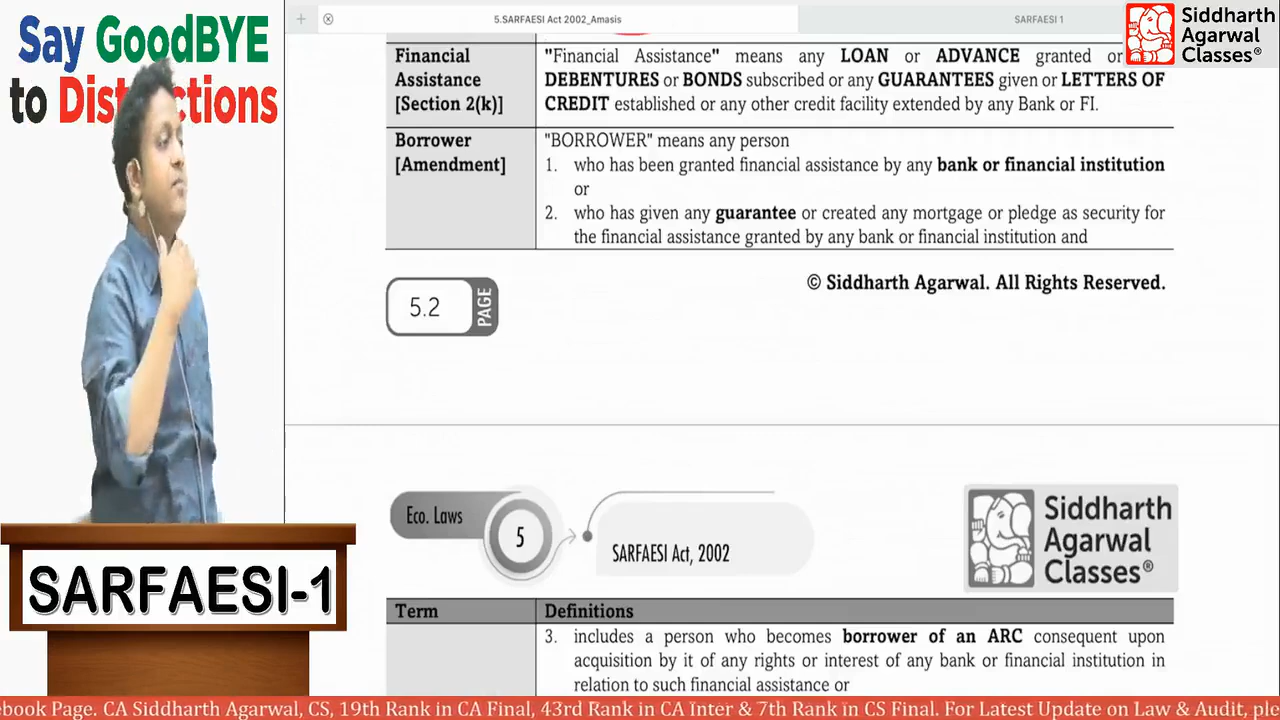 Say GoodBYE
to Dist ctions
5.SARFAESI Act 2002_Amasis
SARFAESI 1
Siddharth
Agarwal
Classes®
Financial
Assistance
[Section 2(k)]
"Financial Assistance" means any LOAN or ADVANCE granted or
DEBENTURES or BONDS subscribed or any GUARANTEES given or LETTERS OF
CREDIT established or any other credit facility extended by any Bank or FI.
Borrower
[Amendment]
"BORROWER" means any person
1. who has been granted financial assistance by any bank or financial institution
or
2. who has given any guarantee or created any mortgage or pledge as security for
the financial assistance granted by any bank or financial institution and
5.2
PAGE
© Siddharth Agarwal. All Rights Reserved.
Eco. Laws
5
SARFAESI Act, 2002
Siddharth
Agarwal
Classes®
Term
Definitions
3. includes a person who becomes borrower of an ARC consequent upon
acquisition by it of any rights or interest of any bank or financial institution in
relation to such financial assistance or
SARFAESI-1
ebook Page. CA Siddharth Agarwal, CS, 19th Rank in CA Final, 43rd Rank in CA Inter & 7th Rank in CS Final. For Latest Update on Law & Audit, ple